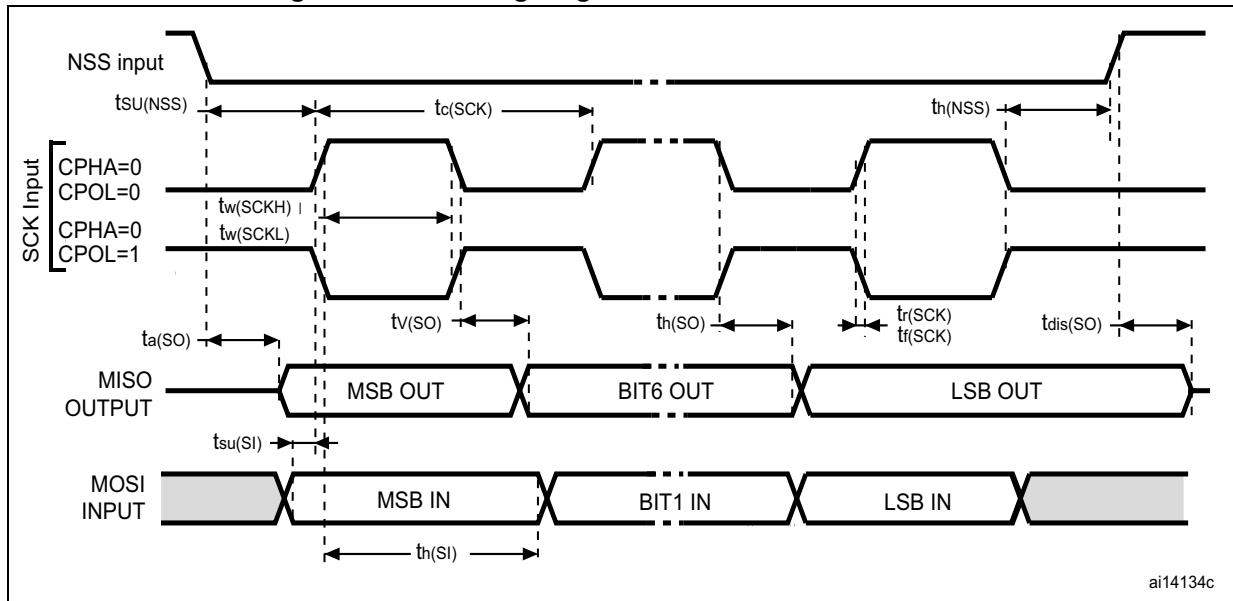 NSS input
tSU(NSS)
tc(SCK)
th(NSS)
SCK Input
CPHA=0
CPOL=0
tw(SCKH)
CPHA=0
tw(SCKL)
CPOL=1
tV(SO)
th(SO)
tr(SCK)
tf(SCK)
ta(SO)
tdis(SO)
MISO
OUTPUT
MSB OUT
BIT6 OUT
LSB OUT
tsu(SI)
MOSI
INPUT
MSB IN
BIT1 IN
LSB IN
th(SI)
ai14134c